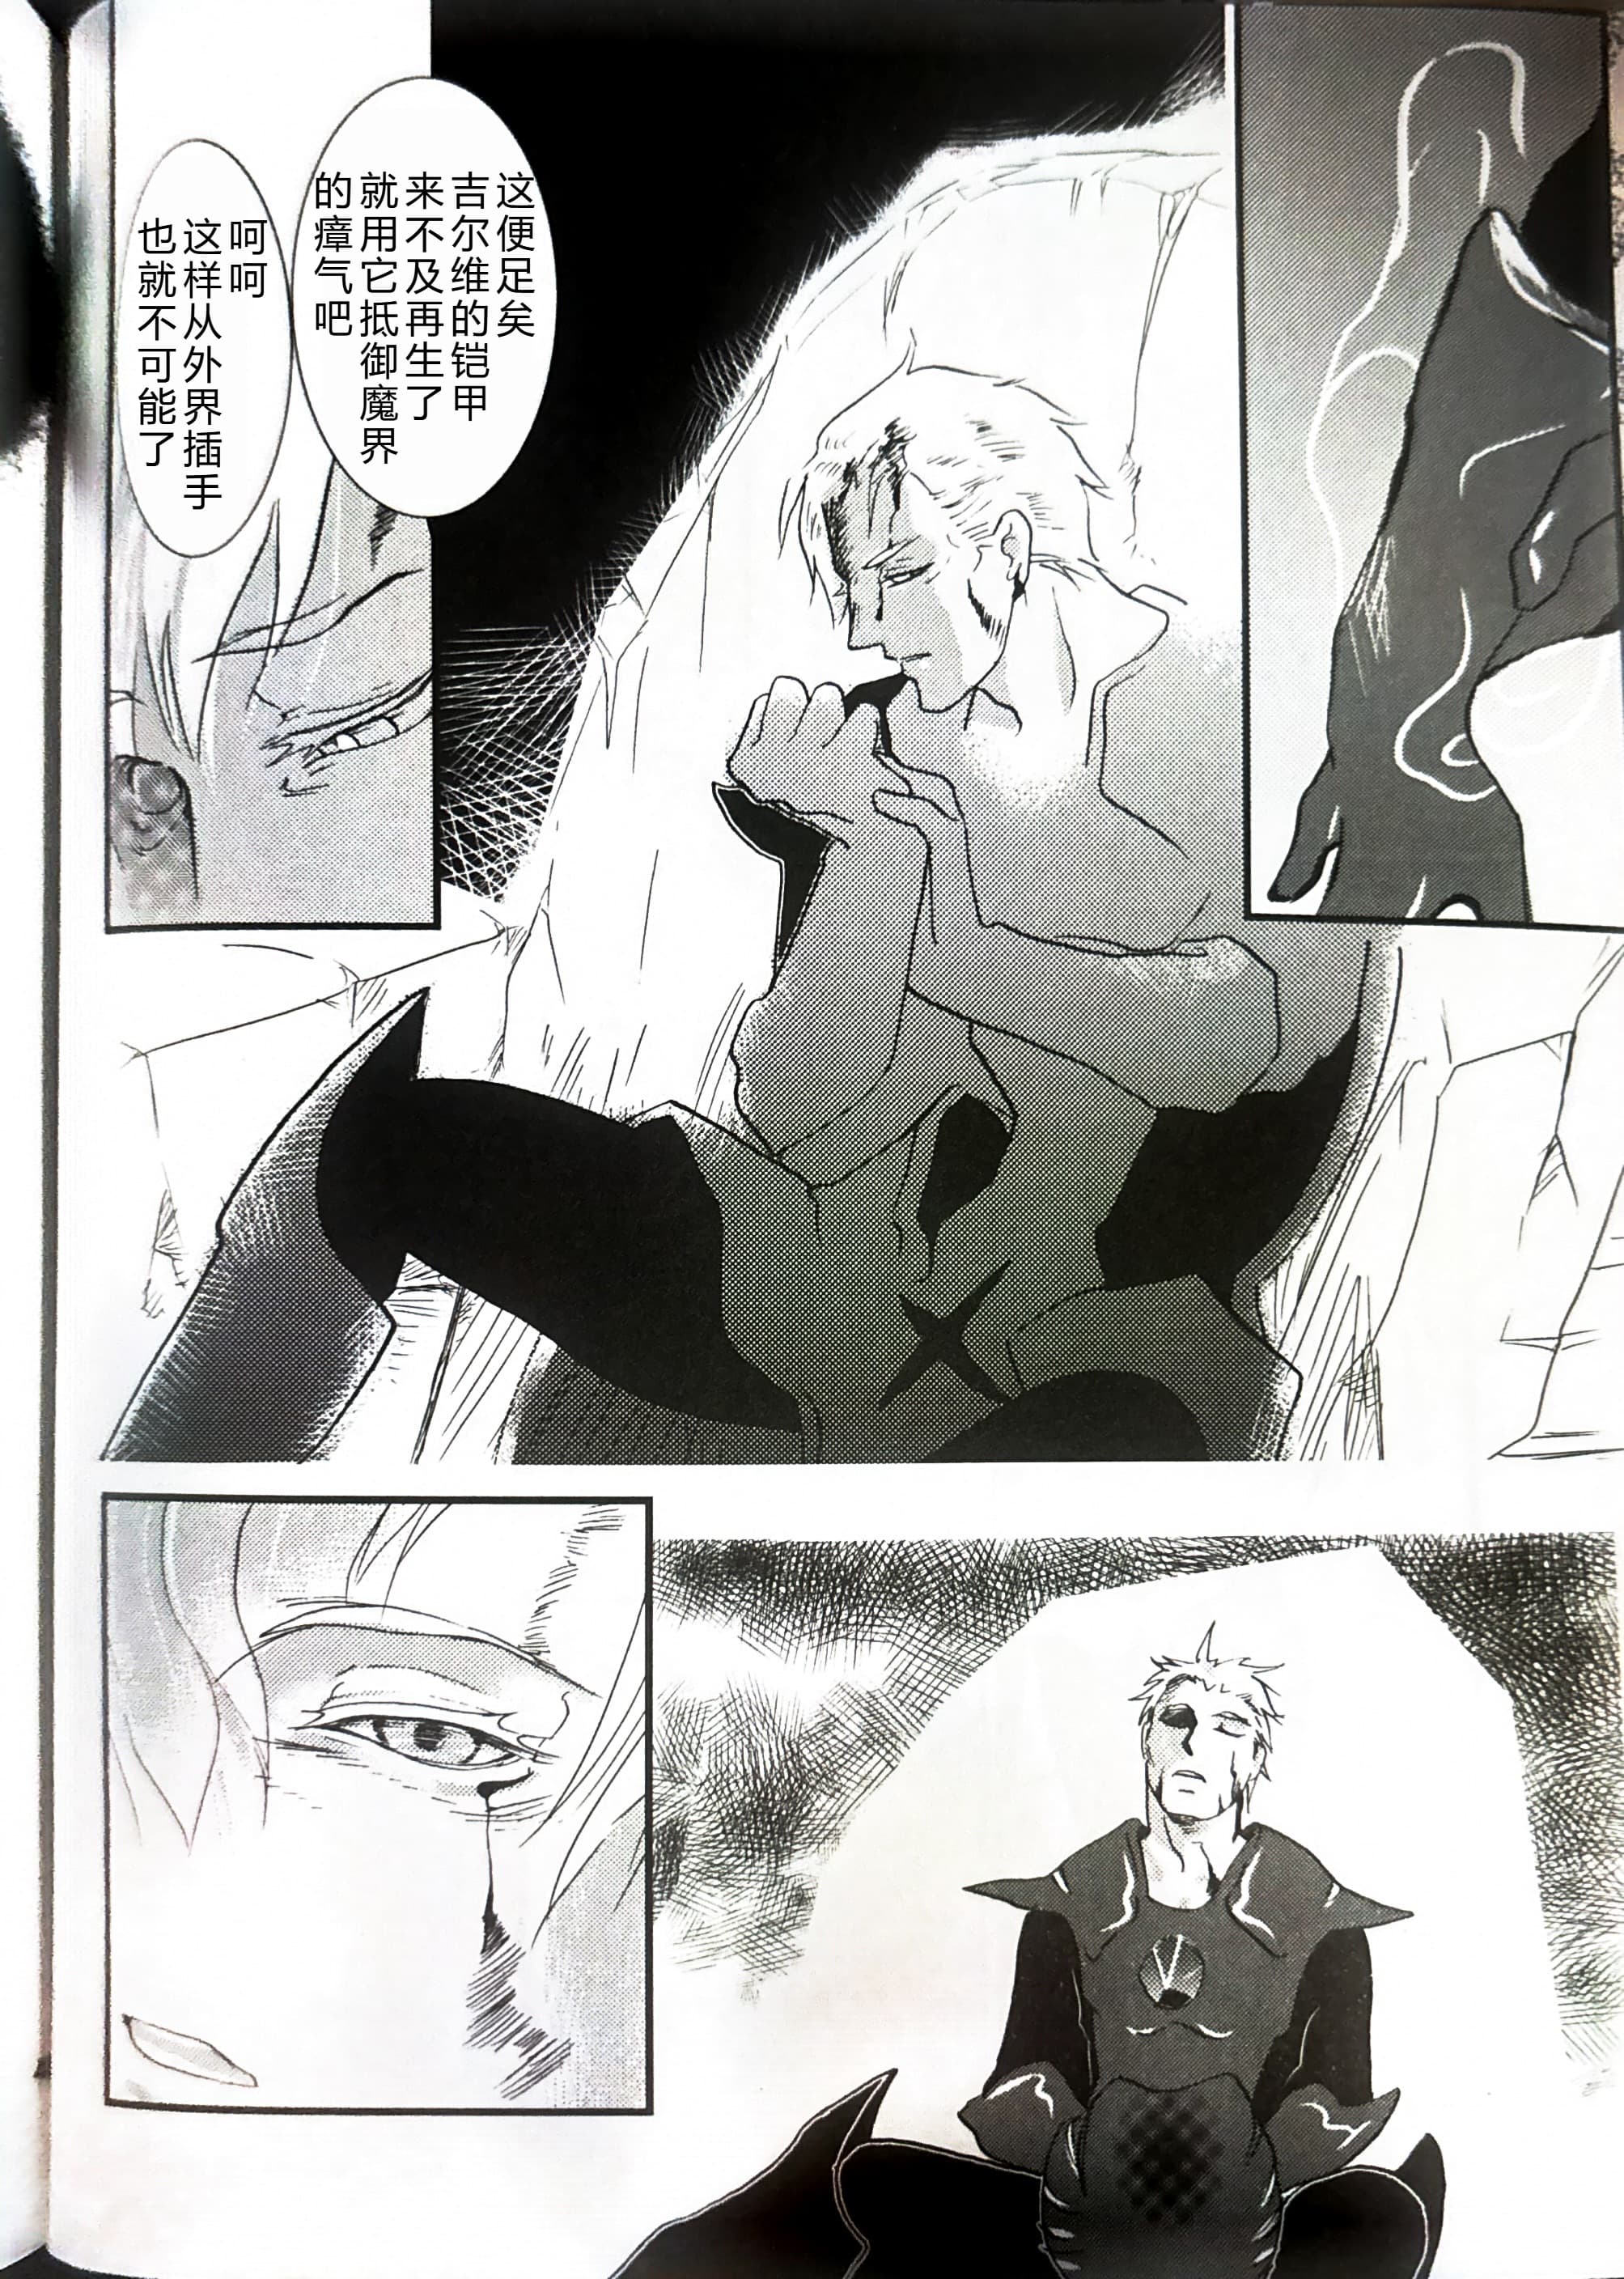 这便足矣
吉尔维的铠甲
来不及再生了
就用它抵御魔界
的瘴气吧
呵呵
这样从外界插手
也就不可能了